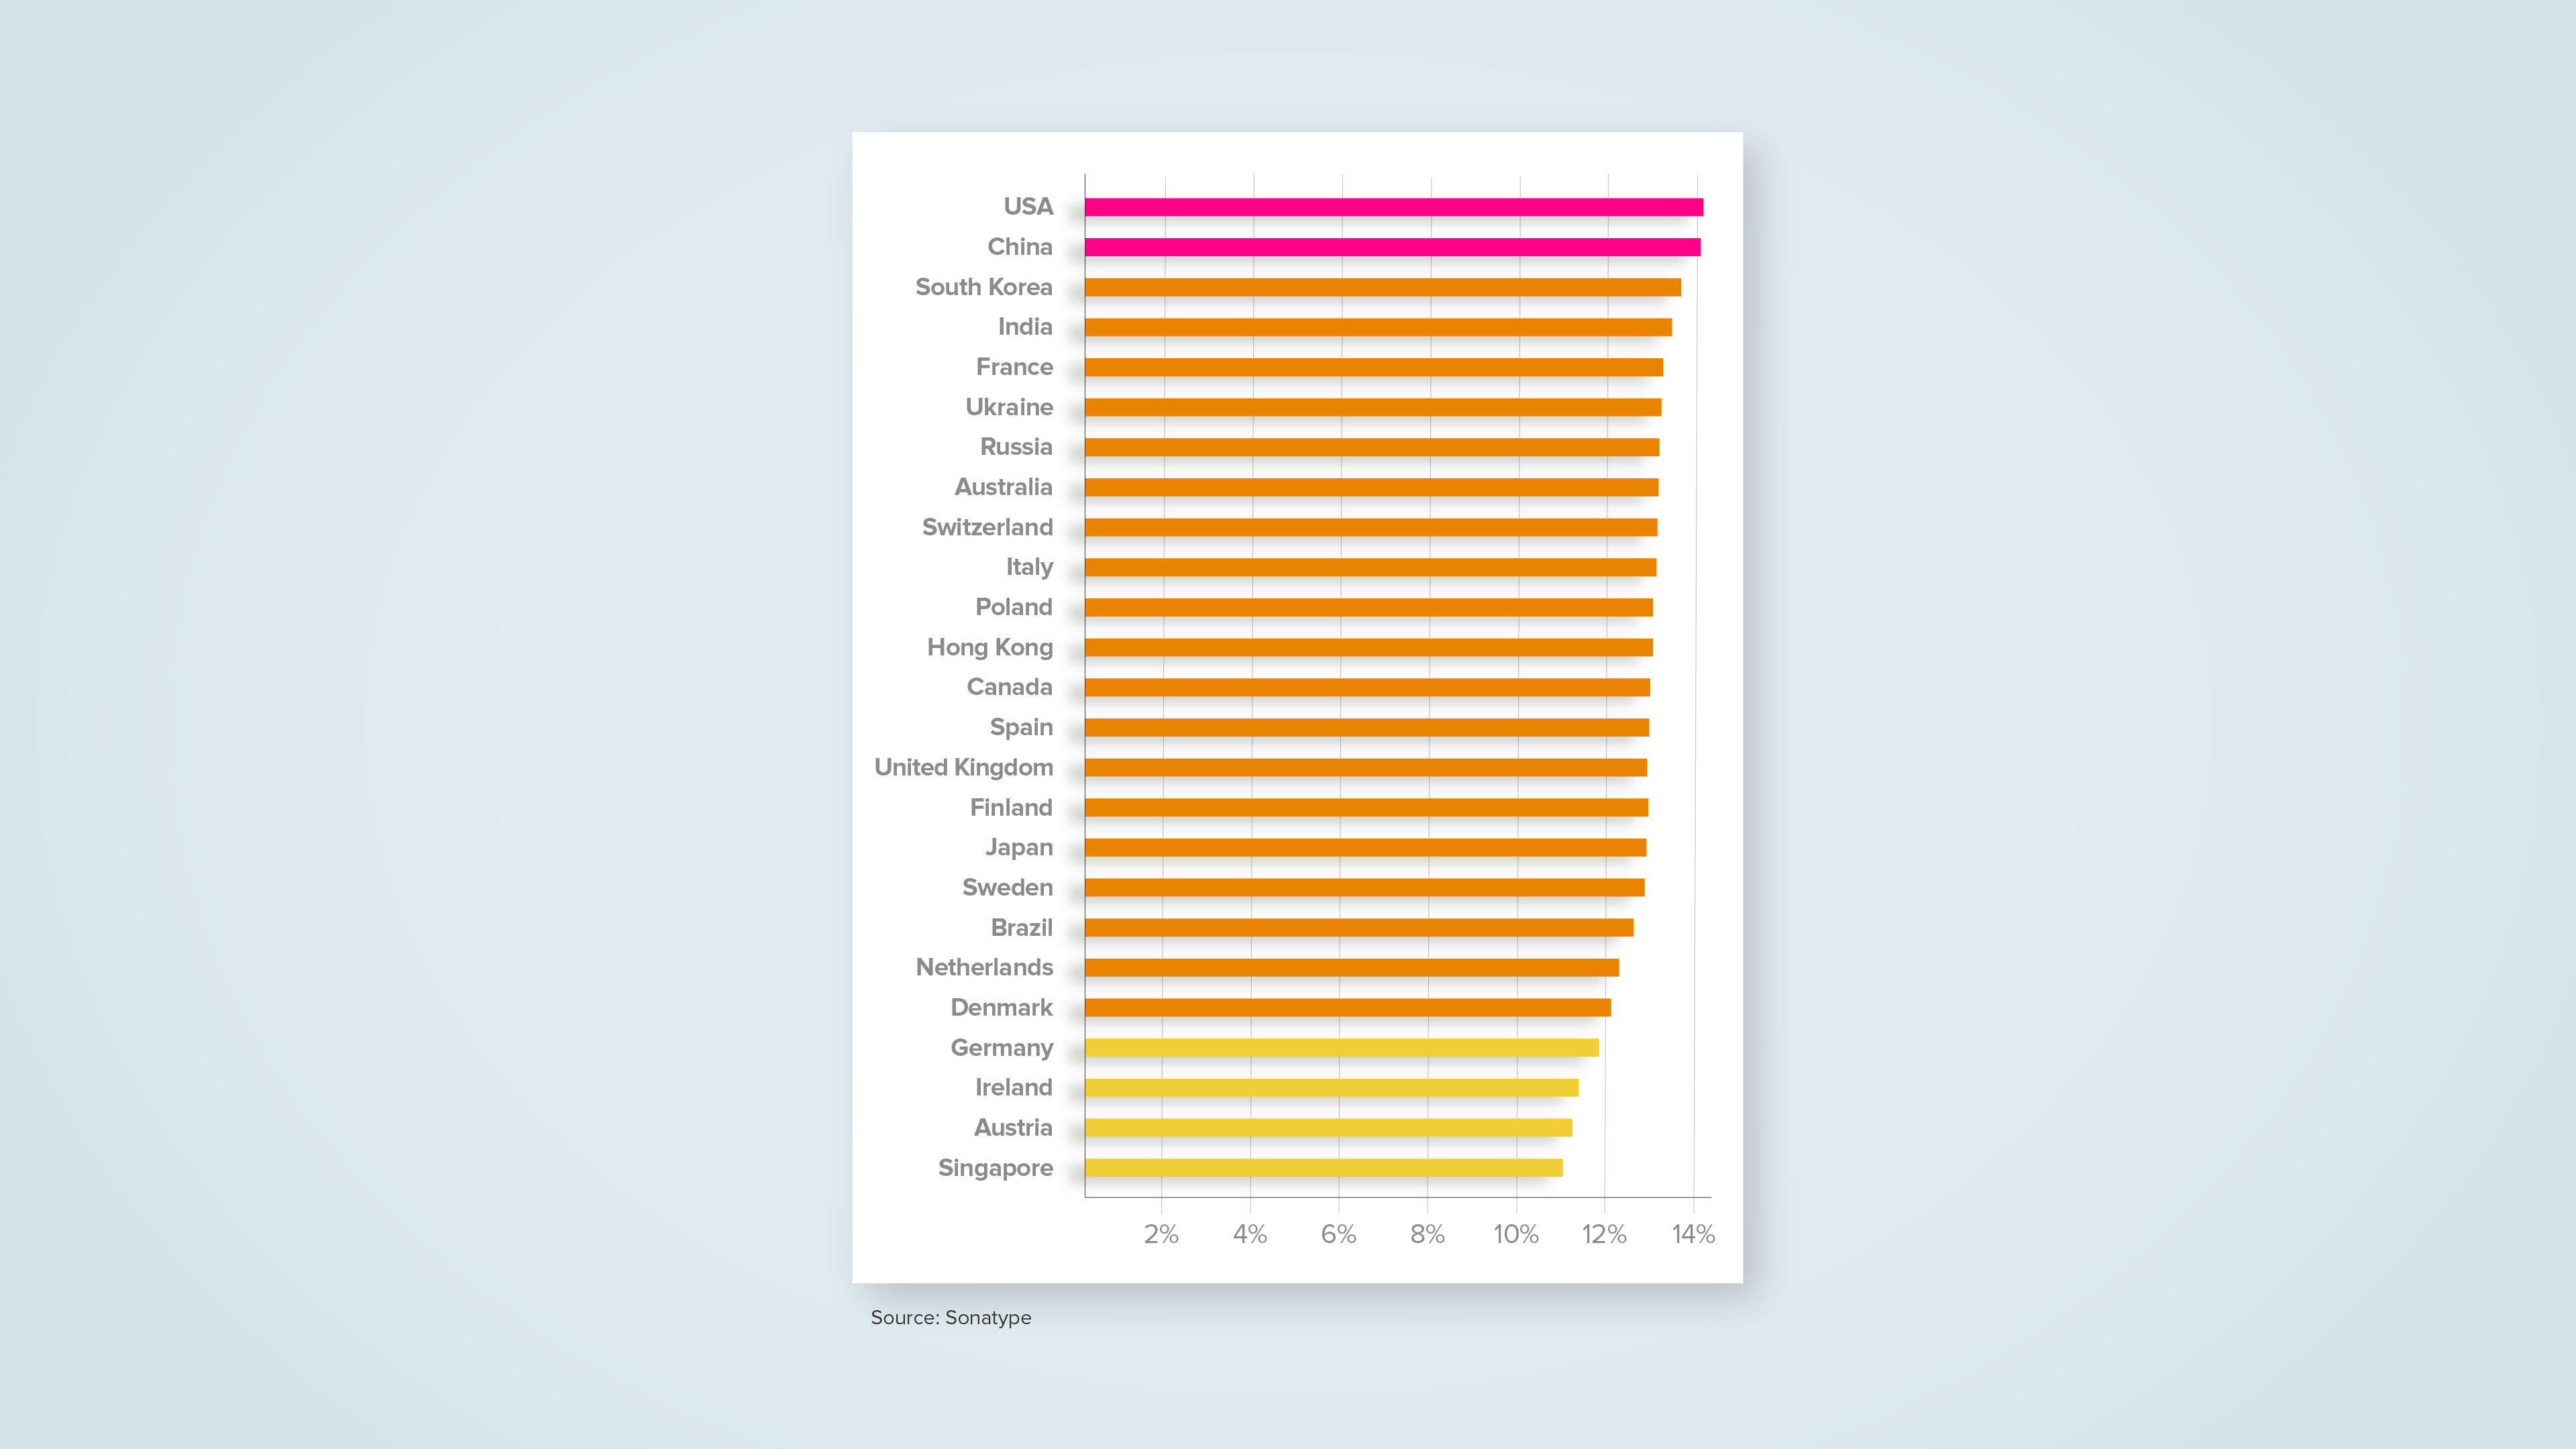 USA
China
South Korea
India
France
Ukraine
Russia
Australia
Switzerland
Italy
Poland
Hong Kong
Canada
Spain
United Kingdom
Finland
Japan
Sweden
Brazil
Netherlands
Denmark
Germany
Ireland
Austria
Singapore
2% 4% 6% 8% 10% 12% 14%
Source: Sonatype